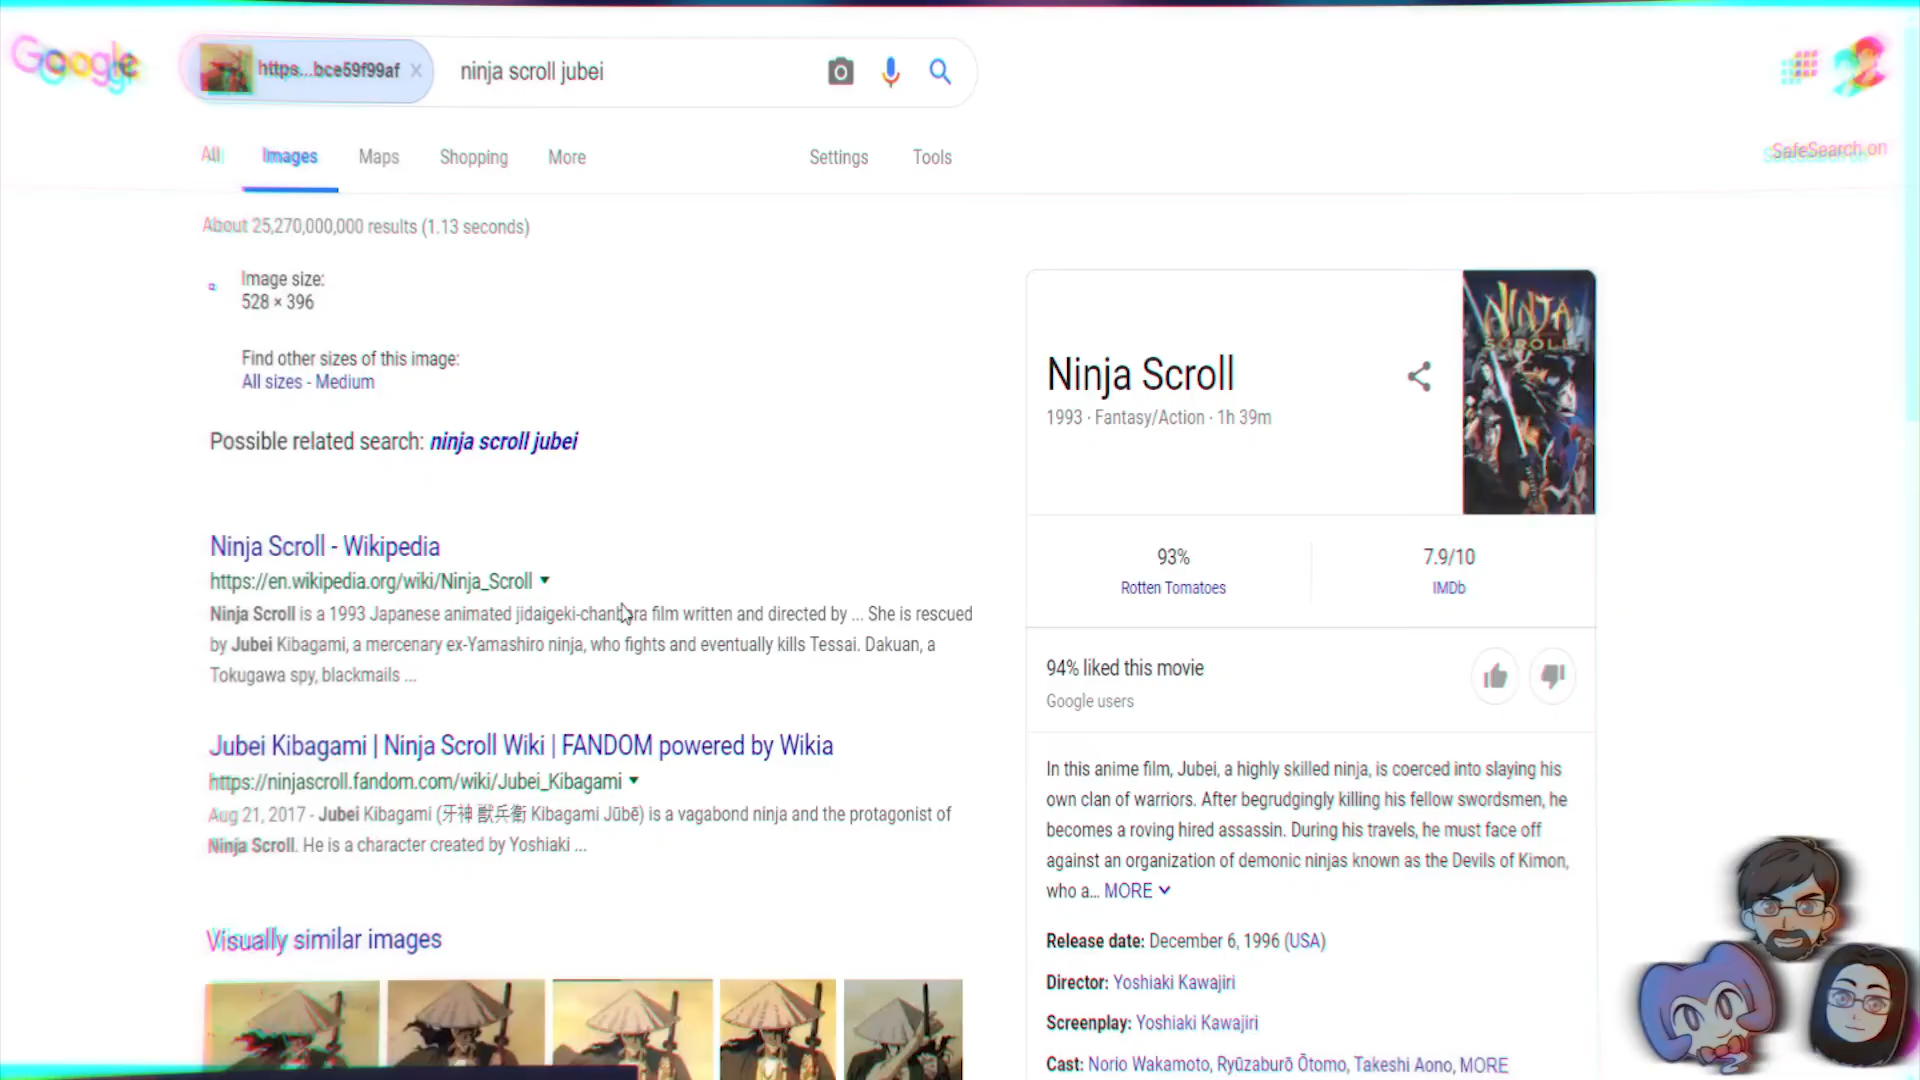 Google
https...bce59f99af × ninja scroll jubei
All Images Maps Shopping More Settings Tools
SafeSearch on
About 25,270,000,000 results (1.13 seconds)
Image size:
528 × 396
Find other sizes of this image:
All sizes - Medium
Possible related search: ninja scroll jubei
Ninja Scroll - Wikipedia
https://en.wikipedia.org/wiki/Ninja_Scroll
Ninja Scroll is a 1993 Japanese animated jidaigeki-chanbara film written and directed by ... She is rescued
by Jubei Kibagami, a mercenary ex-Yamashiro ninja, who fights and eventually kills Tessai. Dakuan, a
Tokugawa spy, blackmails ...
Jubei Kibagami | Ninja Scroll Wiki | FANDOM powered by Wikia
https://ninjascroll.fandom.com/wiki/Jubei_Kibagami
Aug 21, 2017 - Jubei Kibagami (牙神 獣兵衛 Kibagami Jūbē) is a vagabond ninja and the protagonist of
Ninja Scroll. He is a character created by Yoshiaki ...
Visually similar images
NINJA
SCROLL
Ninja Scroll
1993 · Fantasy/Action · 1h 39m
93%
Rotten Tomatoes
7.9/10
IMDb
94% liked this movie
Google users
In this anime film, Jubei, a highly skilled ninja, is coerced into slaying his
own clan of warriors. After begrudgingly killing his fellow swordsmen, he
becomes a roving hired assassin. During his travels, he must face off
against an organization of demonic ninjas known as the Devils of Kimon,
who a... MORE
Release date: December 6, 1996 (USA)
Director: Yoshiaki Kawajiri
Screenplay: Yoshiaki Kawajiri
Cast: Norio Wakamoto, Ryūzaburō Ōtomo, Takeshi Aono, MORE